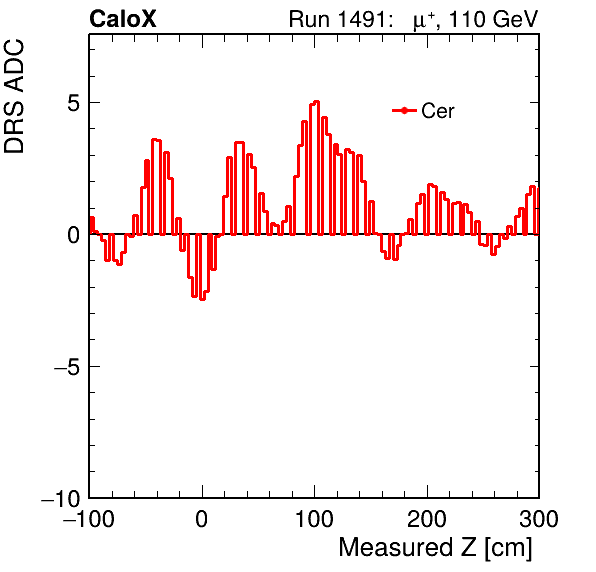 CaloX Run 1491: μ⁺, 110 GeV
DRS ADC
Cer
5
0
−5
−10
−100 0 100 200 300
Measured Z [cm]